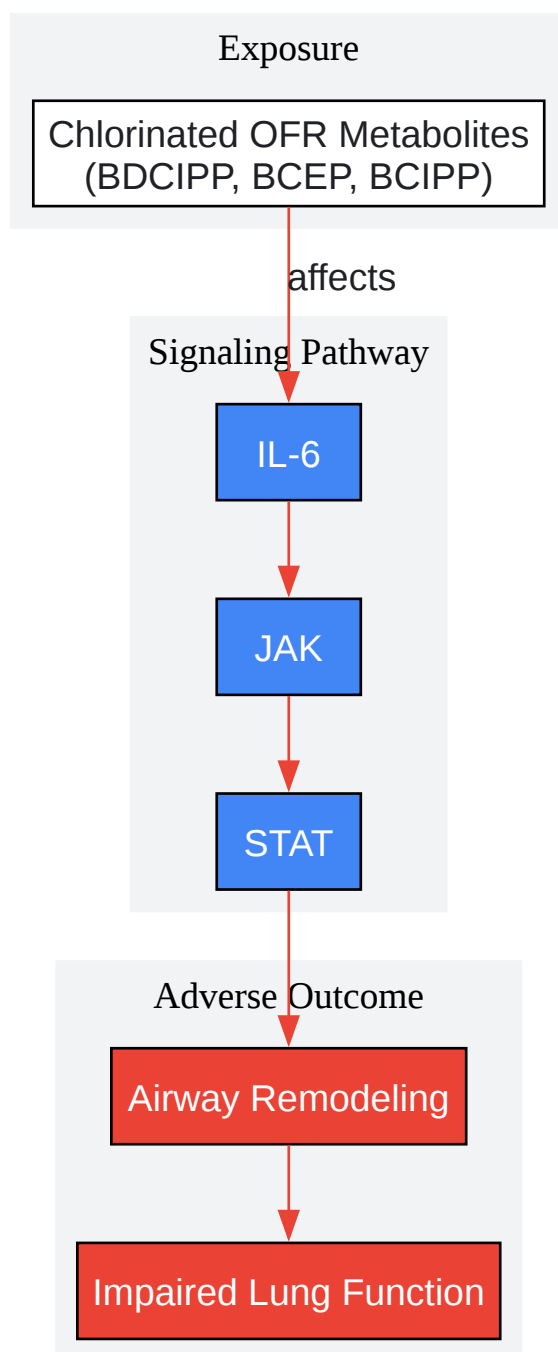 Exposure
Chlorinated OFR Metabolites
(BDCIPP, BCEP, BCIPP)
affects
Signaling Pathway
IL-6
JAK
STAT
Adverse Outcome
Airway Remodeling
Impaired Lung Function